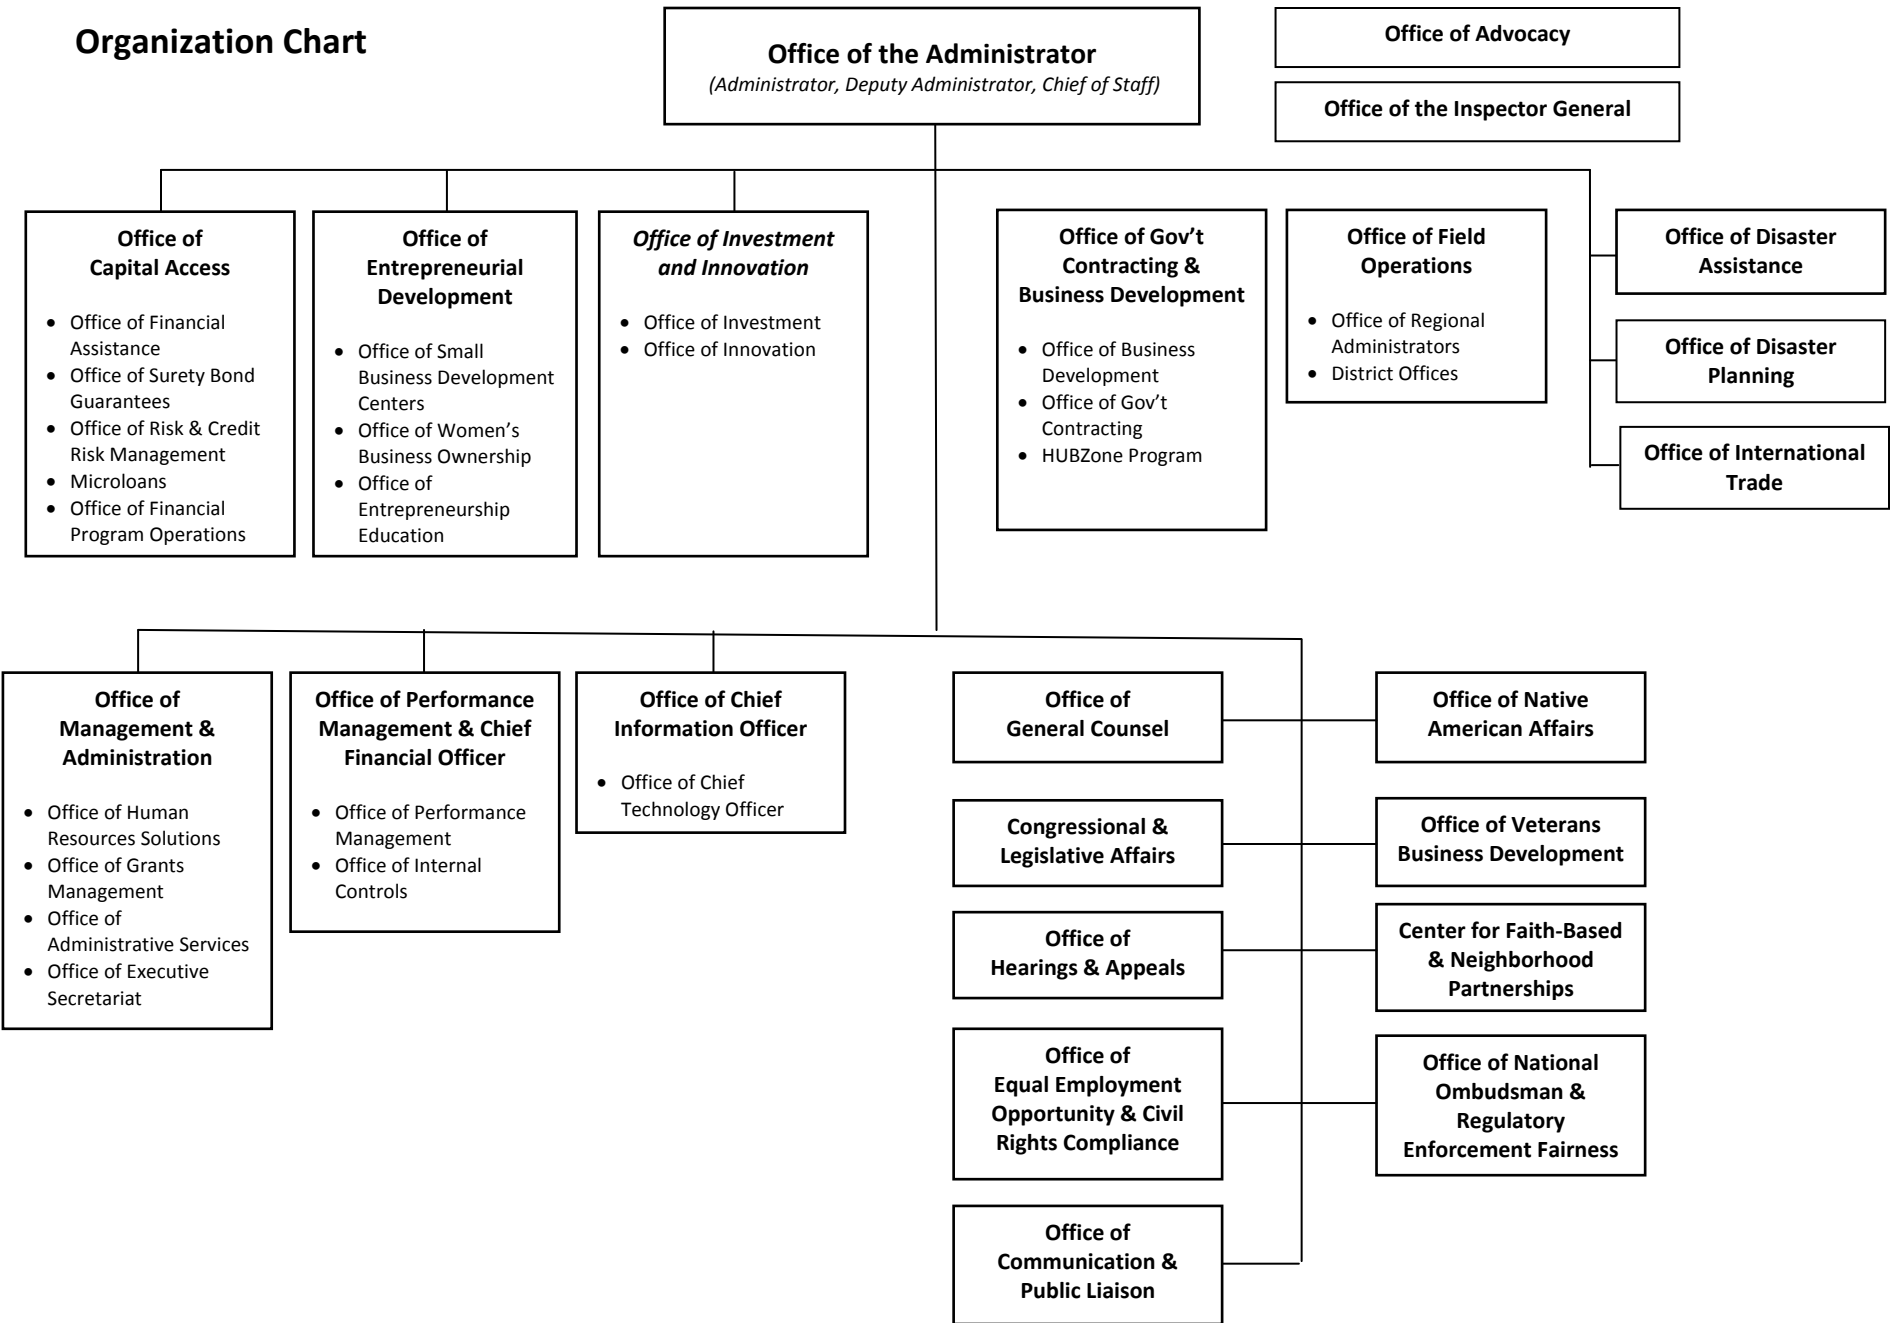 Organization Chart
Office of the Administrator
(Administrator, Deputy Administrator, Chief of Staff)
Office of Advocacy
Office of the Inspector General
Office of
Capital Access
• Office of Financial
Assistance
• Office of Surety Bond
Guarantees
• Office of Risk & Credit
Risk Management
• Microloans
• Office of Financial
Program Operations
Office of
Entrepreneurial
Development
• Office of Small
Business Development
Centers
• Office of Women’s
Business Ownership
• Office of
Entrepreneurship
Education
Office of Investment
and Innovation
• Office of Investment
• Office of Innovation
Office of Gov’t
Contracting &
Business Development
• Office of Business
Development
• Office of Gov’t
Contracting
• HUBZone Program
Office of Field
Operations
• Office of Regional
Administrators
• District Offices
Office of Disaster
Assistance
Office of Disaster
Planning
Office of International
Trade
Office of
Management &
Administration
• Office of Human
Resources Solutions
• Office of Grants
Management
• Office of
Administrative Services
• Office of Executive
Secretariat
Office of Performance
Management & Chief
Financial Officer
• Office of Performance
Management
• Office of Internal
Controls
Office of Chief
Information Officer
• Office of Chief
Technology Officer
Office of
General Counsel
Office of Native
American Affairs
Congressional &
Legislative Affairs
Office of Veterans
Business Development
Office of
Hearings & Appeals
Center for Faith-Based
& Neighborhood
Partnerships
Office of
Equal Employment
Opportunity & Civil
Rights Compliance
Office of National
Ombudsman &
Regulatory
Enforcement Fairness
Office of
Communication &
Public Liaison